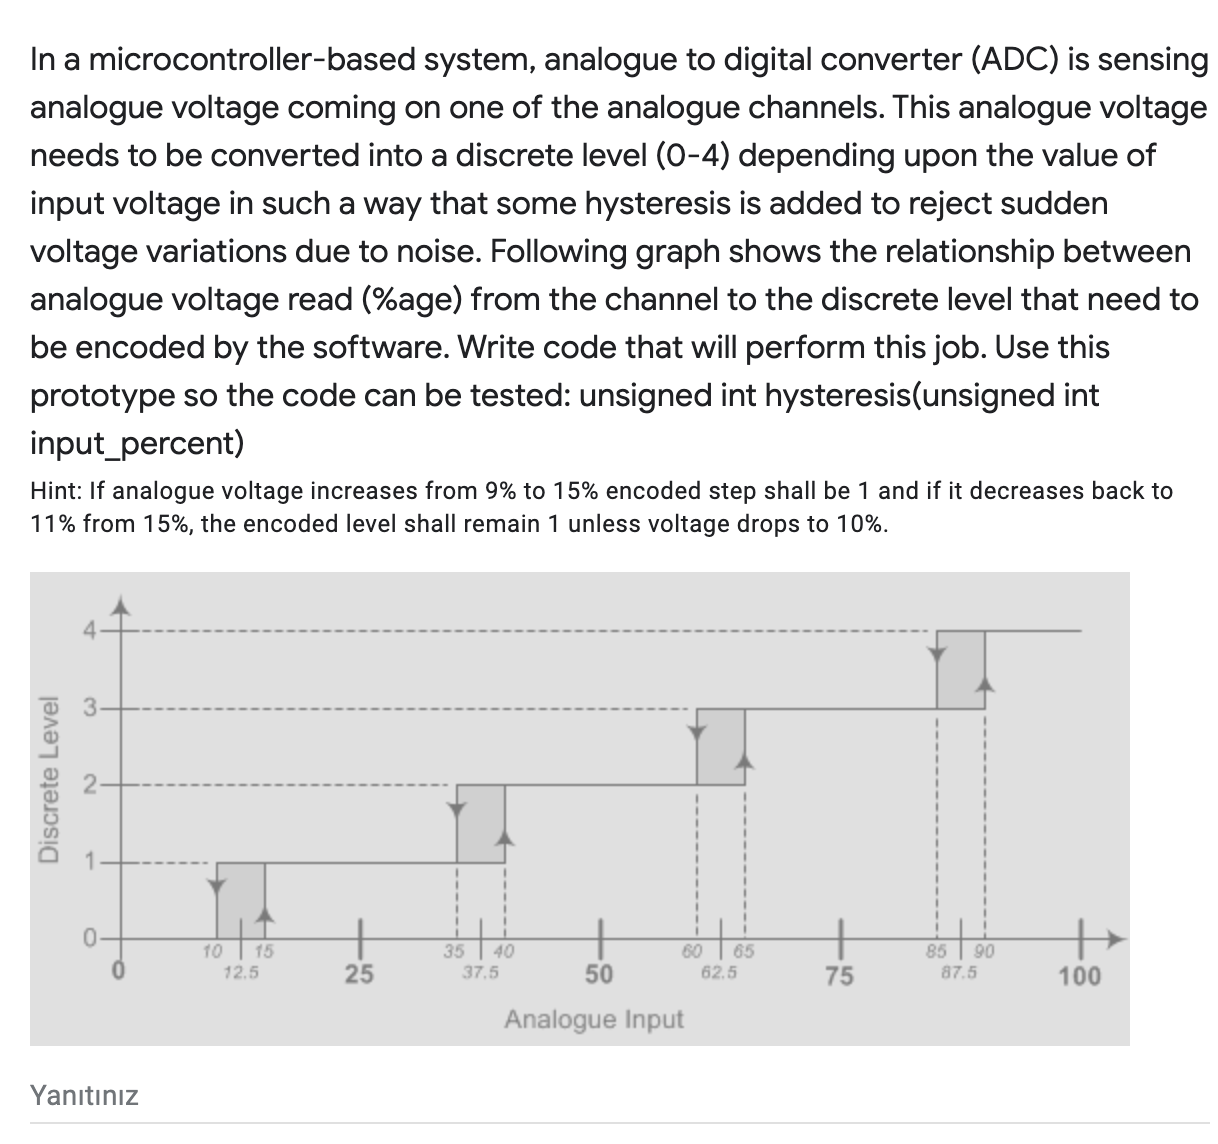 In a microcontroller-based system, analogue to digital converter (ADC) is sensing
analogue voltage coming on one of the analogue channels. This analogue voltage
needs to be converted into a discrete level (0-4) depending upon the value of
input voltage in such a way that some hysteresis is added to reject sudden
voltage variations due to noise. Following graph shows the relationship between
analogue voltage read (%age) from the channel to the discrete level that need to
be encoded by the software. Write code that will perform this job. Use this
prototype so the code can be tested: unsigned int hysteresis(unsigned int
input_percent)
Hint: If analogue voltage increases from 9% to 15% encoded step shall be 1 and if it decreases back to
11% from 15%, the encoded level shall remain 1 unless voltage drops to 10%.
4
3
Discrete Level
2
1
0
10 15 35 40 60 65 85 90
0 12.5 25 37.5 50 62.5 75 87.5 100
Analogue Input
Yanıtınız